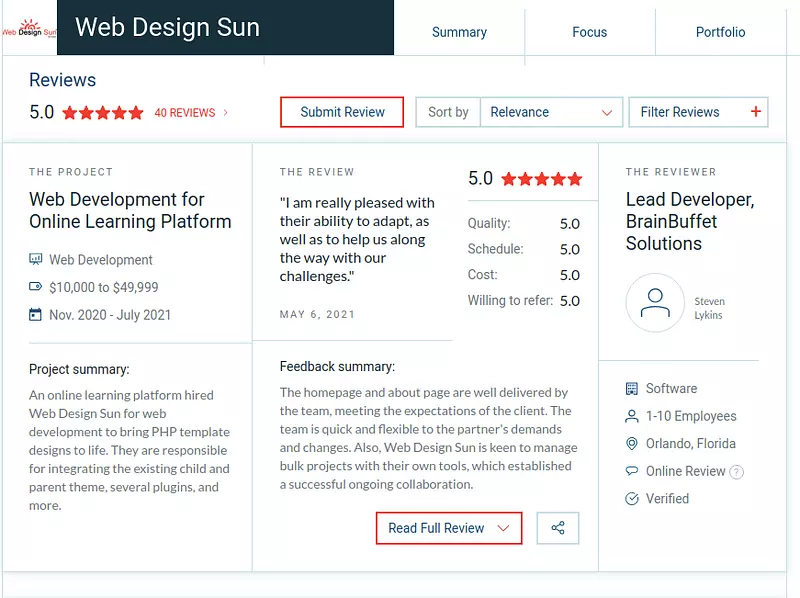 Web Design Sun
Web Design Sun
Summary
Focus
Portfolio
Reviews
5.0
40 REVIEWS
Submit Review
Sort by
Relevance
Filter Reviews
THE PROJECT
Web Development for
Online Learning Platform
Web Development
$10,000 to $49,999
Nov. 2020 - July 2021
Project summary:
An online learning platform hired
Web Design Sun for web
development to bring PHP template
designs to life. They are responsible
for integrating the existing child and
parent theme, several plugins, and
more.
THE REVIEW
"I am really pleased with
their ability to adapt, as
well as to help us along
the way with our
challenges."
MAY 6, 2021
5.0
Quality: 5.0
Schedule: 5.0
Cost: 5.0
Willing to refer: 5.0
Feedback summary:
The homepage and about page are well delivered by
the team, meeting the expectations of the client. The
team is quick and flexible to the partner's demands
and changes. Also, Web Design Sun is keen to manage
bulk projects with their own tools, which established
a successful ongoing collaboration.
Read Full Review
THE REVIEWER
Lead Developer,
BrainBuffet
Solutions
Steven
Lykins
Software
1-10 Employees
Orlando, Florida
Online Review ?
Verified